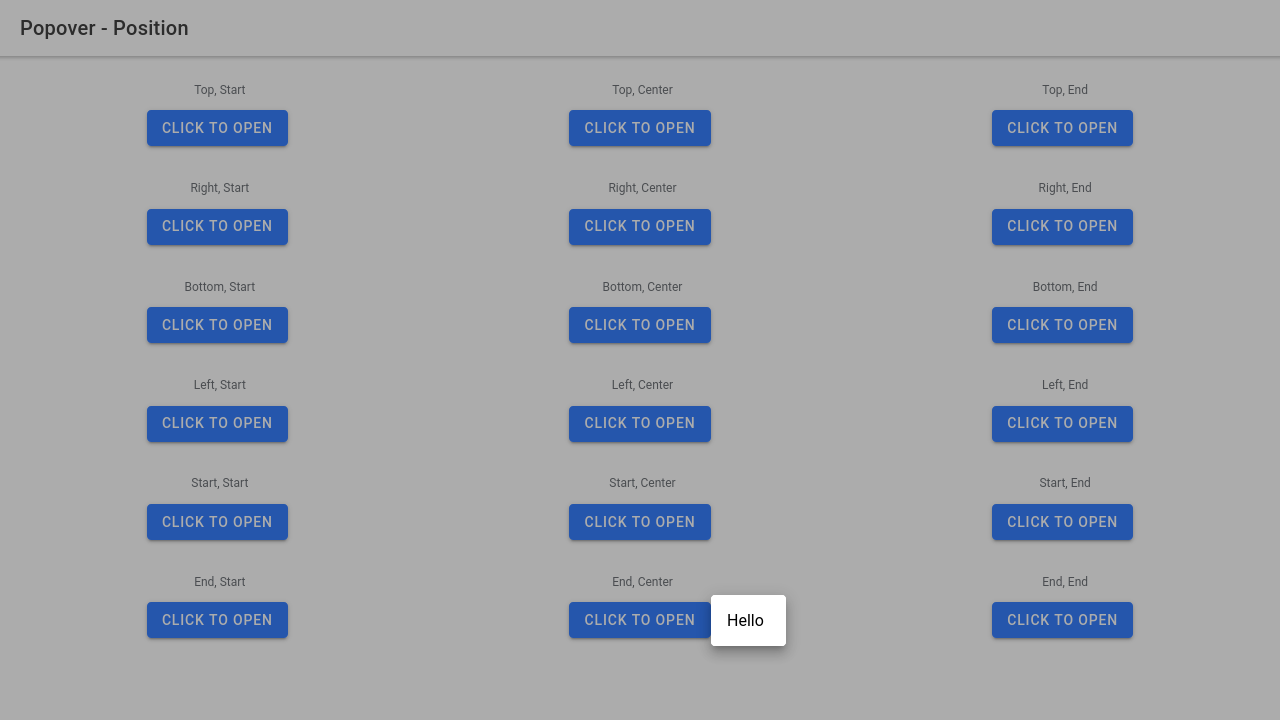 Popover - Position
Top, Start
Top, Center
Top, End
CLICK TO OPEN
CLICK TO OPEN
CLICK TO OPEN
Right, Start
Right, Center
Right, End
CLICK TO OPEN
CLICK TO OPEN
CLICK TO OPEN
Bottom, Start
Bottom, Center
Bottom, End
CLICK TO OPEN
CLICK TO OPEN
CLICK TO OPEN
Left, Start
Left, Center
Left, End
CLICK TO OPEN
CLICK TO OPEN
CLICK TO OPEN
Start, Start
Start, Center
Start, End
CLICK TO OPEN
CLICK TO OPEN
CLICK TO OPEN
End, Start
End, Center
End, End
CLICK TO OPEN
CLICK TO OPEN
Hello
CLICK TO OPEN